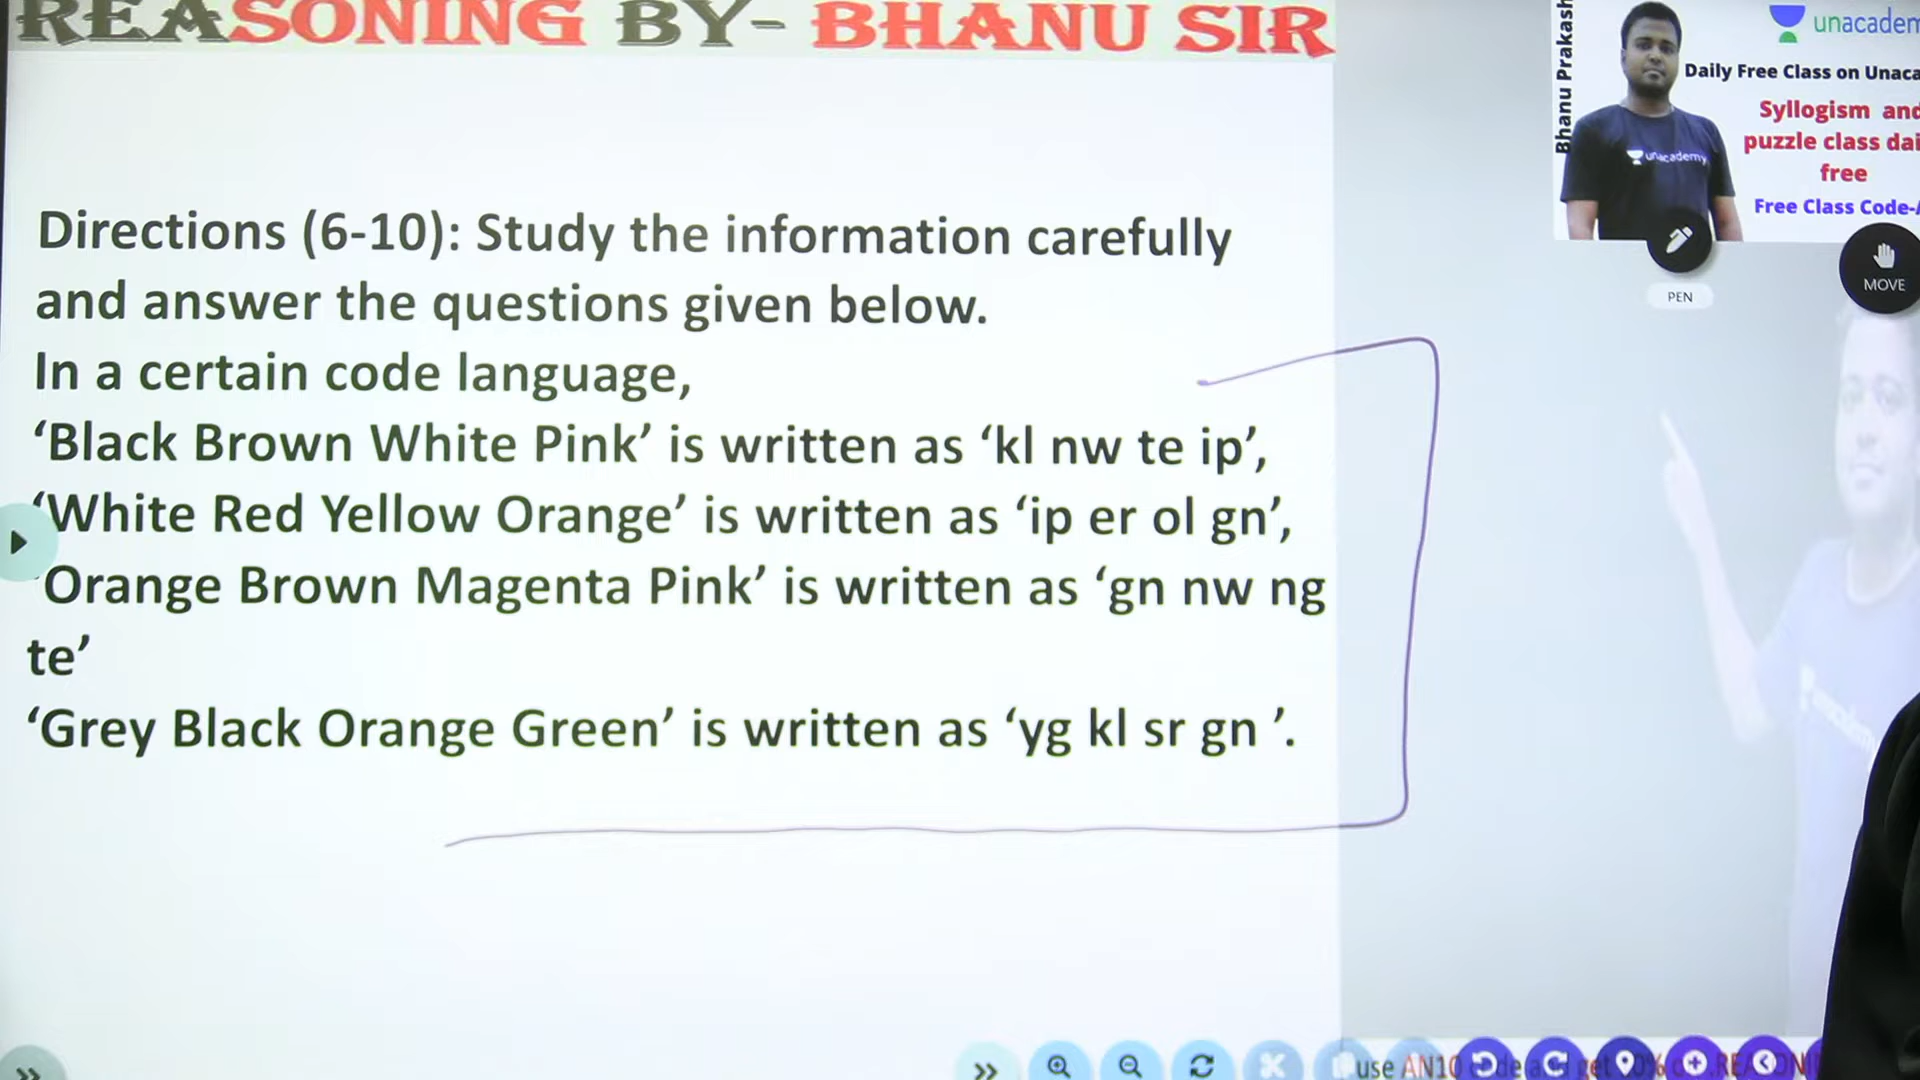 REASONING BY- BHANU SIR
Bhanu Prakash
unacadem
Daily Free Class on Unaca
Syllogism and
puzzle class dai
free
Free Class Code-
unacademy
PEN
MOVE
Directions (6-10): Study the information carefully
and answer the questions given below.
In a certain code language,
‘Black Brown White Pink’ is written as ‘kl nw te ip’,
‘White Red Yellow Orange’ is written as ‘ip er ol gn’,
‘Orange Brown Magenta Pink’ is written as ‘gn nw ng
te’
‘Grey Black Orange Green’ is written as ‘yg kl sr gn ’.
use AN10 get